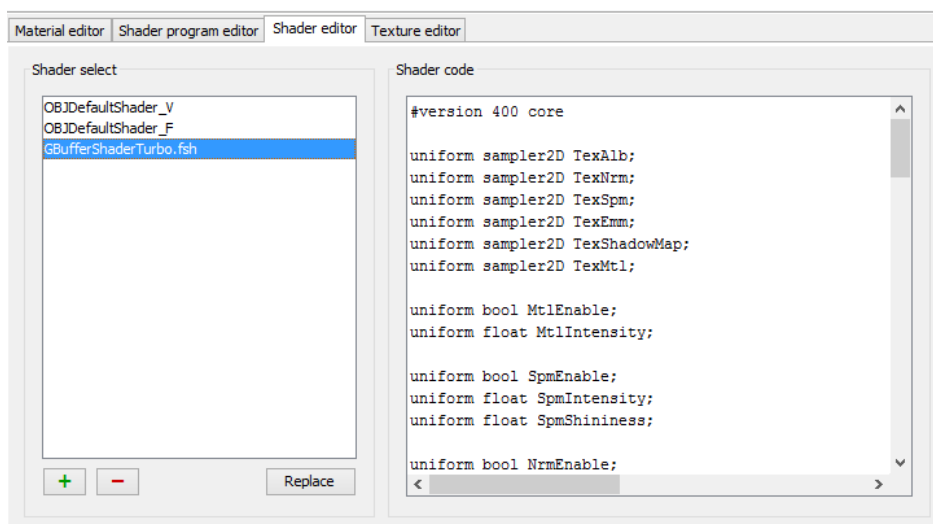 Material editor Shader program editor Shader editor Texture editor
Shader select
OBJDefaultShader_V
OBJDefaultShader_F
GBufferShaderTurbo.fsh
+ − Replace
Shader code
#version 400 core
uniform sampler2D TexAlb;
uniform sampler2D TexNrm;
uniform sampler2D TexSpm;
uniform sampler2D TexEmm;
uniform sampler2D TexShadowMap;
uniform sampler2D TexMtl;
uniform bool MtlEnable;
uniform float MtlIntensity;
uniform bool SpmEnable;
uniform float SpmIntensity;
uniform float SpmShininess;
uniform bool NrmEnable;